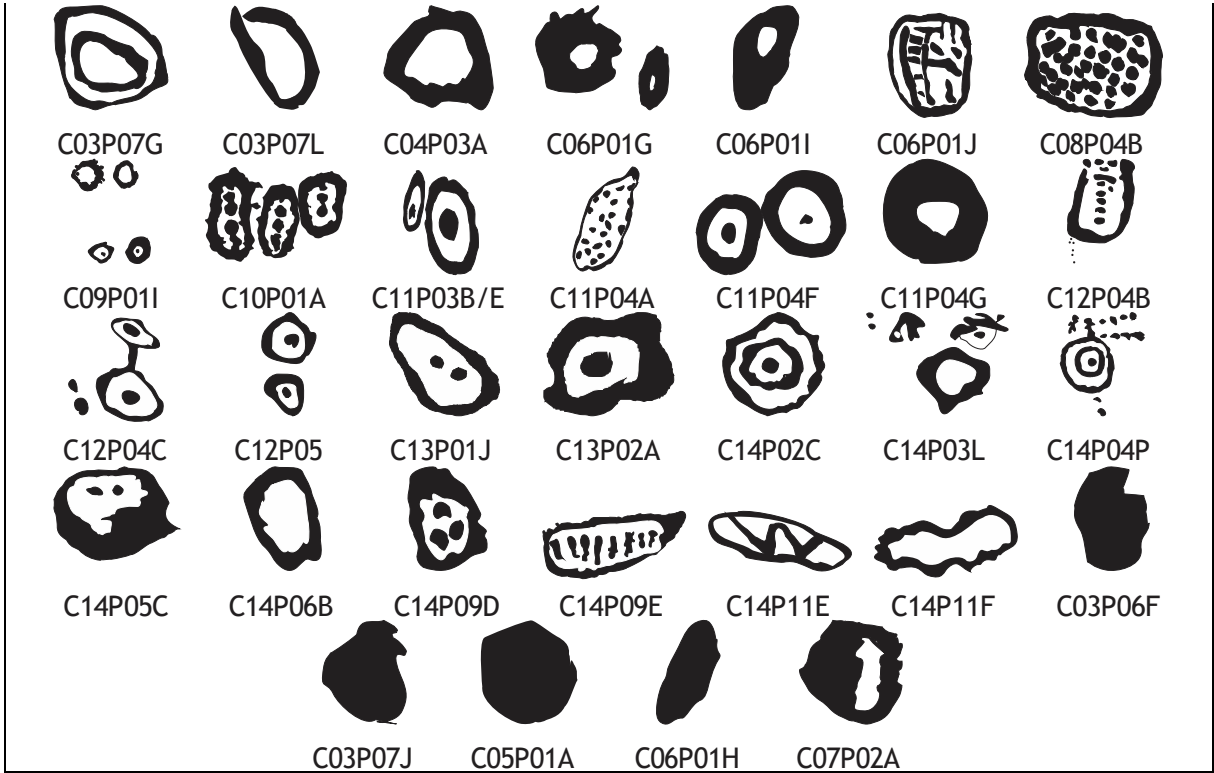 C03P07G C03P07L C04P03A C06P01G C06P01I C06P01J C08P04B
C09P01I C10P01A C11P03B/E C11P04A C11P04F C11P04G C12P04B
C12P04C C12P05 C13P01J C13P02A C14P02C C14P03L C14P04P
C14P05C C14P06B C14P09D C14P09E C14P11E C14P11F C03P06F
C03P07J C05P01A C06P01H C07P02A